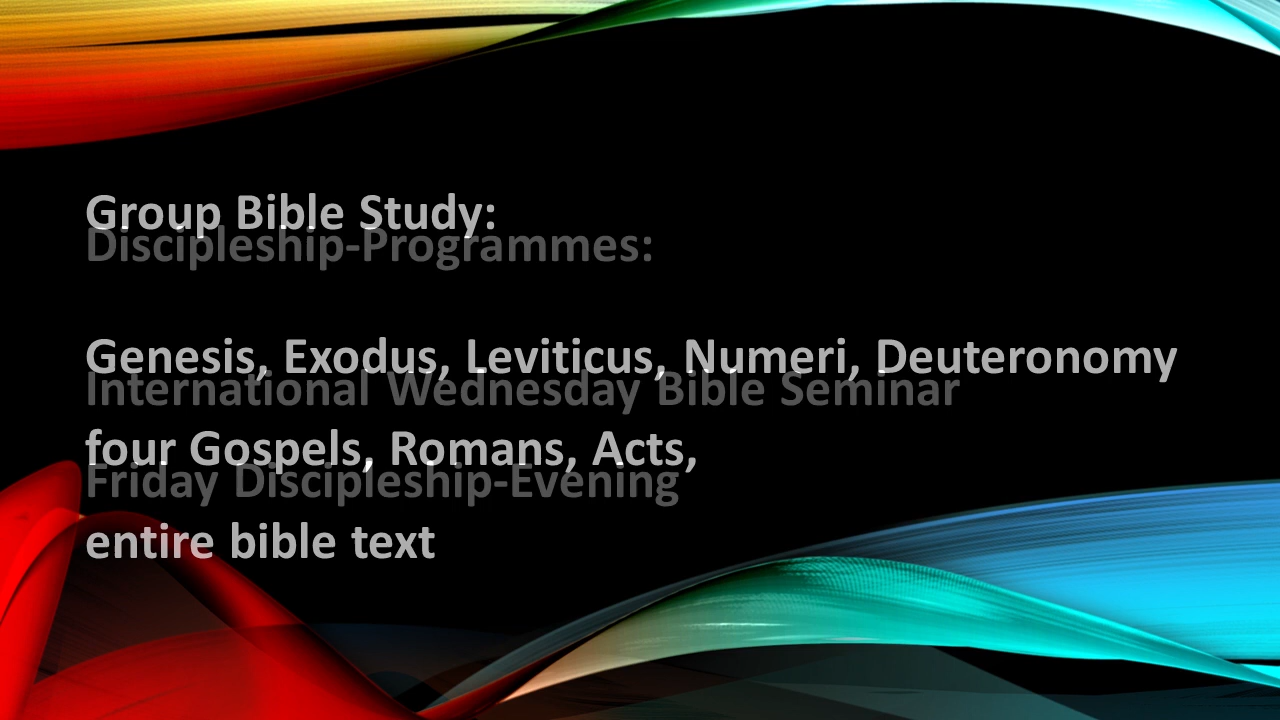 Group Bible Study:
Discipleship-Programmes:
Genesis, Exodus, Leviticus, Numeri, Deuteronomy
International Wednesday Bible Seminar
four Gospels, Romans, Acts,
Friday Discipleship-Evening
entire bible text